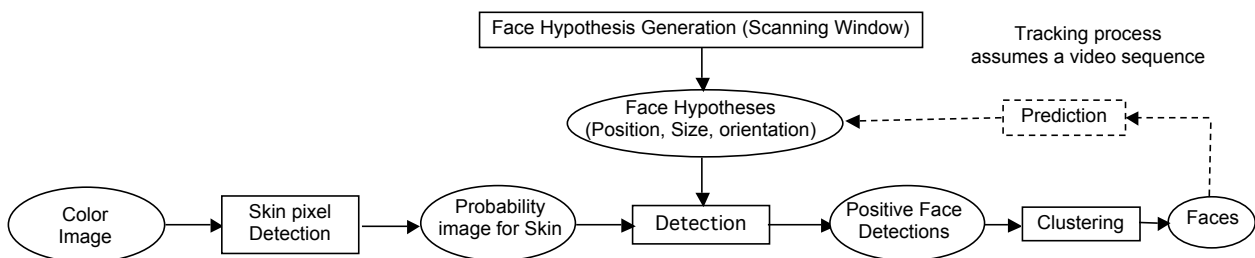 Face Hypothesis Generation (Scanning Window)
Tracking process
assumes a video sequence
Face Hypotheses
(Position, Size, orientation)
Prediction
Color
Image
Skin pixel
Detection
Probability
image for Skin
Detection
Positive Face
Detections
Clustering
Faces